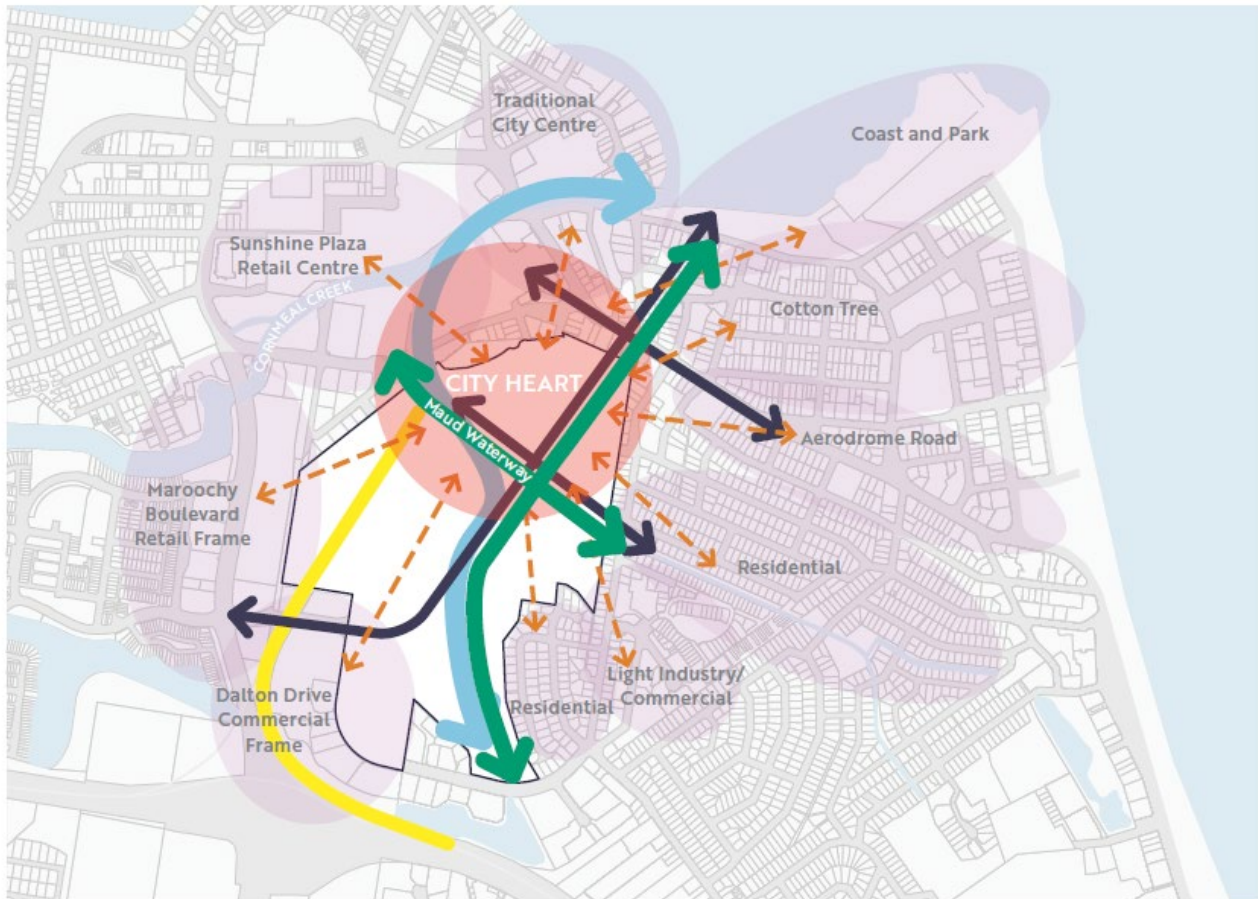 Traditional
City Centre
Coast and Park
Sunshine Plaza
Retail Centre
CORNMEAL CREEK
Cotton Tree
CITY HEART
Maud Waterway
Aerodrome Road
Maroochy
Boulevard
Retail Frame
Residential
Light Industry/
Commercial
Residential
Dalton Drive
Commercial
Frame